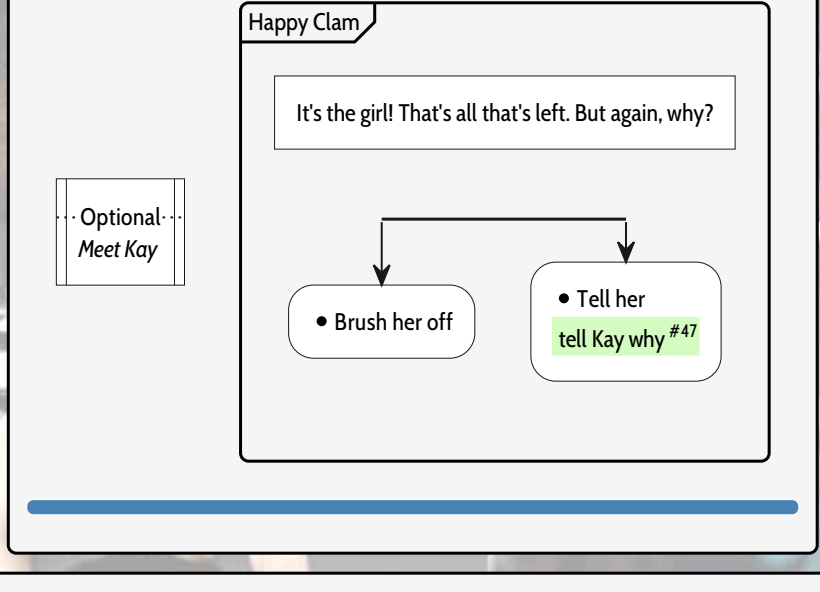 Happy Clam
It's the girl! That's all that's left. But again, why?
Optional
Meet Kay
• Brush her off
• Tell her
tell Kay why #47